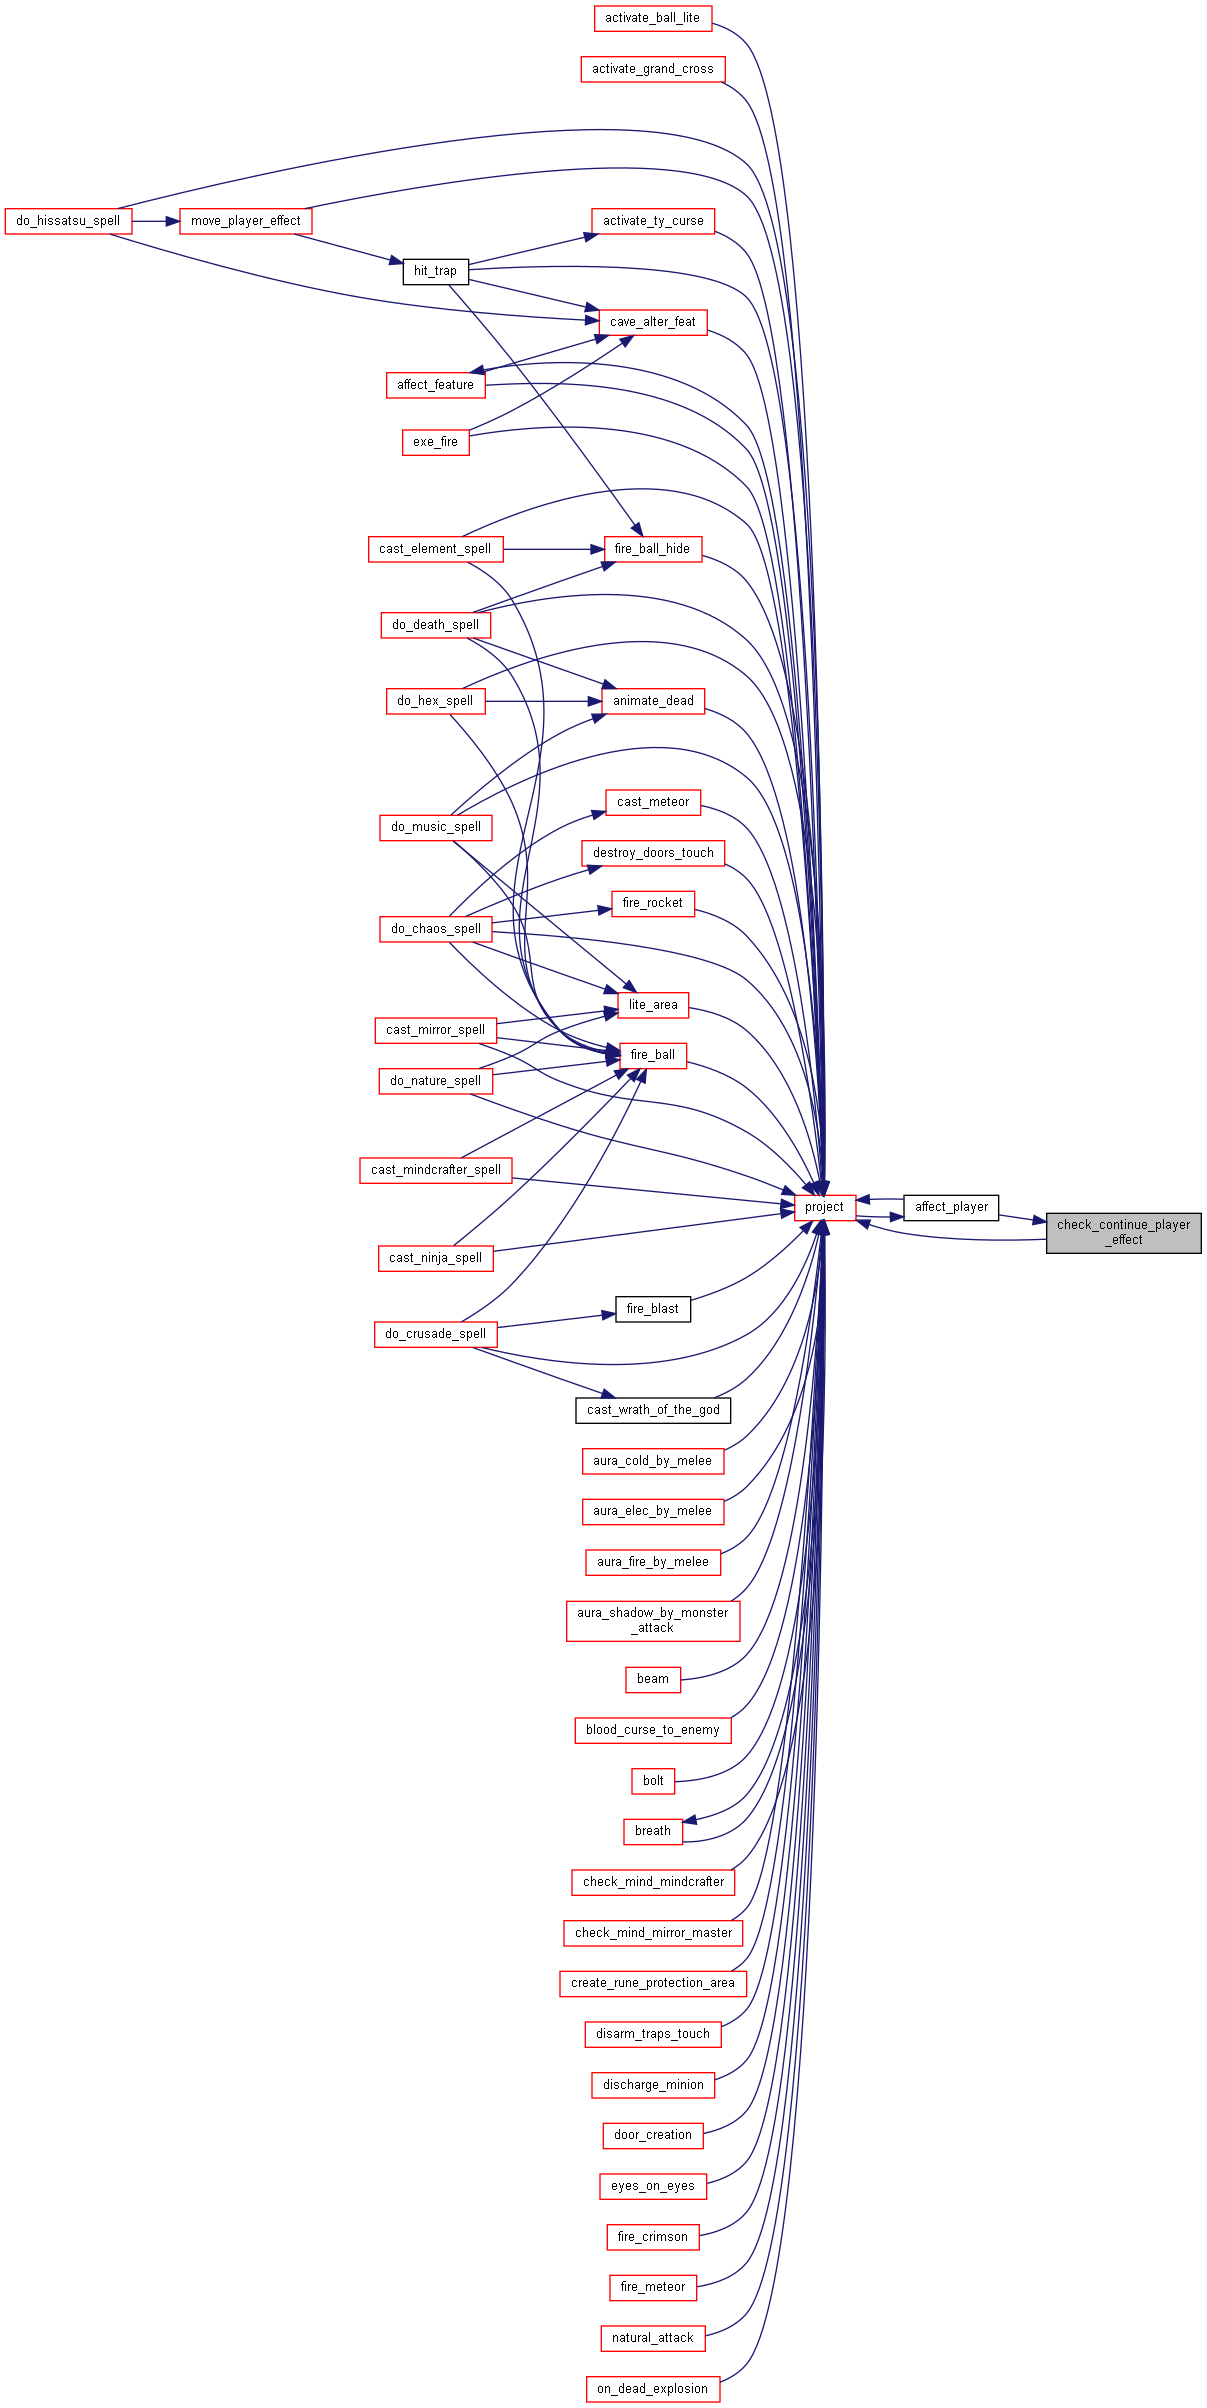 activate_ball_lite
activate_grand_cross
do_hissatsu_spell
move_player_effect
activate_ty_curse
hit_trap
cave_alter_feat
affect_feature
exe_fire
cast_element_spell
fire_ball_hide
do_death_spell
do_hex_spell
animate_dead
cast_meteor
do_music_spell
destroy_doors_touch
fire_rocket
do_chaos_spell
lite_area
cast_mirror_spell
fire_ball
do_nature_spell
cast_mindcrafter_spell
project
affect_player
check_continue_player
_effect
cast_ninja_spell
fire_blast
do_crusade_spell
cast_wrath_of_the_god
aura_cold_by_melee
aura_elec_by_melee
aura_fire_by_melee
aura_shadow_by_monster
_attack
beam
blood_curse_to_enemy
bolt
breath
check_mind_mindcrafter
check_mind_mirror_master
create_rune_protection_area
disarm_traps_touch
discharge_minion
door_creation
eyes_on_eyes
fire_crimson
fire_meteor
natural_attack
on_dead_explosion